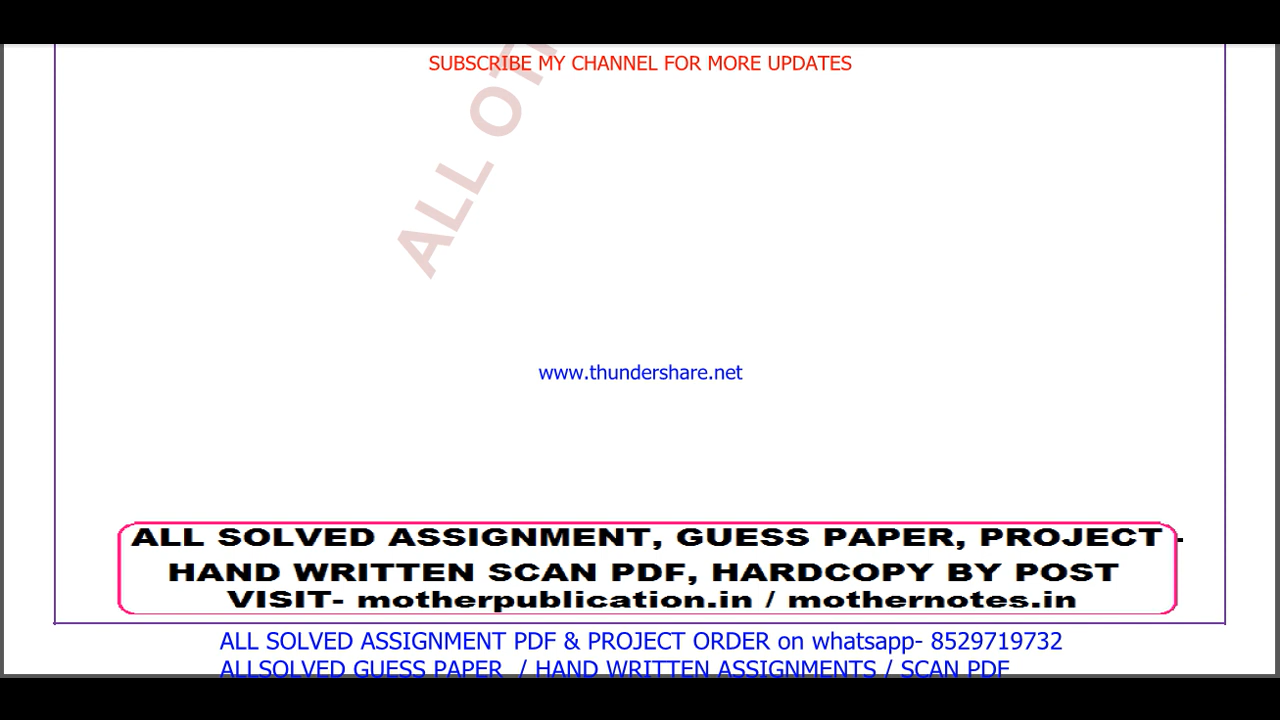 SUBSCRIBE MY CHANNEL FOR MORE UPDATES
ALL
www.thundershare.net
ALL SOLVED ASSIGNMENT, GUESS PAPER, PROJECT -
HAND WRITTEN SCAN PDF, HARDCOPY BY POST
VISIT- motherpublication.in / mothernotes.in
ALL SOLVED ASSIGNMENT PDF & PROJECT ORDER on whatsapp- 8529719732
ALLSOLVED GUESS PAPER / HAND WRITTEN ASSIGNMENTS / SCAN PDF